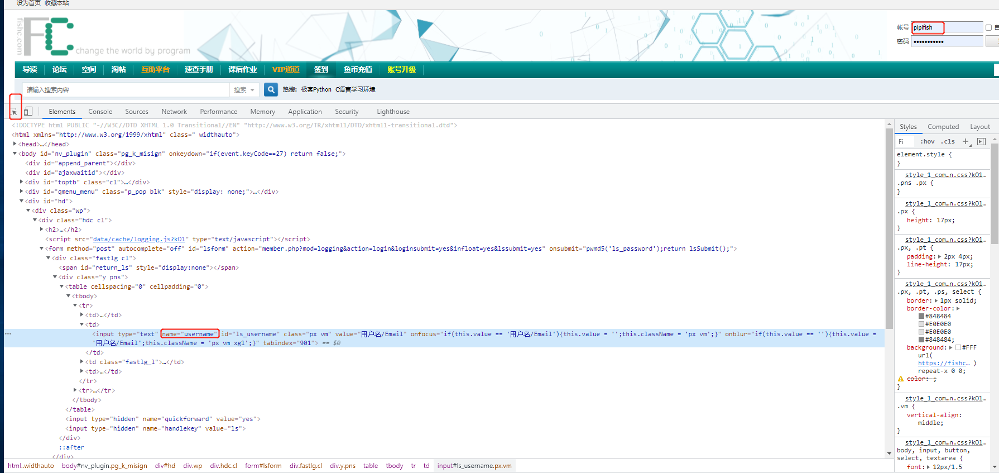 设为首页 收藏本站
fishc.com
FC
change the world by program
帐号 pipifish 自
密码 •••••••••••
导读 论坛 空间 淘帖 互助平台 速查手册 课后作业 VIP通道 签到 鱼币充值 账号升级
请输入搜索内容 搜索 热搜: 极客Python C语言学习环境
Elements Console Sources Network Performance Memory Application Security Lighthouse
<!DOCTYPE html PUBLIC "-//W3C//DTD XHTML 1.0 Transitional//EN" "http://www.w3.org/TR/xhtml1/DTD/xhtml1-transitional.dtd">
<html xmlns="http://www.w3.org/1999/xhtml" class=" widthauto">
<head>…</head>
<body id="nv_plugin" class="pg_k_misign" onkeydown="if(event.keyCode==27) return false;">
<div id="append_parent"></div>
<div id="ajaxwaitid"></div>
<div id="toptb" class="cl">…</div>
<div id="qmenu_menu" class="p_pop blk" style="display: none;">…</div>
<div id="hd">
<div class="wp">
<div class="hdc cl">
<h2>…</h2>
<script src="data/cache/logging.js?kO1" type="text/javascript"></script>
<form method="post" autocomplete="off" id="lsform" action="member.php?mod=logging&action=login&loginsubmit=yes&infloat=yes&lssubmit=yes" onsubmit="pwmd5('ls_password');return lsSubmit();">
<div class="fastlg cl">
<span id="return_ls" style="display:none"></span>
<div class="y pns">
<table cellspacing="0" cellpadding="0">
<tbody>
<tr>
<td>…</td>
<td>
… <input type="text" name="username" id="ls_username" class="px vm" value="用户名/Email" onfocus="if(this.value == '用户名/Email'){this.value = '';this.className = 'px vm';}" onblur="if(this.value == ''){this.value =
'用户名/Email';this.className = 'px vm xg1';}" tabindex="901"> == $0
</td>
<td class="fastlg_l">…</td>
<td>…</td>
</tr>
<tr>…</tr>
</tbody>
</table>
<input type="hidden" name="quickforward" value="yes">
<input type="hidden" name="handlekey" value="ls">
</div>
::after
</div>
html..widthauto body#nv_plugin.pg_k_misign div#hd div.wp div.hdc.cl form#lsform div.fastlg.cl div.y.pns table tbody tr td input#ls_username.px.vm
Styles Computed Layout
Fi :hov .cls +
element.style {
}
style_1_com…n.css?kO1…
.pns .px {
}
style_1_com…n.css?kO1…
.px {
height: 17px;
}
style_1_com…n.css?kO1…
.px, .pt {
padding: 2px 4px;
line-height: 17px;
}
style_1_com…n.css?kO1…
.px, .pt, .ps, select {
border: 1px solid;
border-color:
#848484
#E0E0E0
#E0E0E0
#848484;
background: #FFF
url(
https://fishc… )
repeat-x 0 0;
color: ;
}
style_1_com…n.css?kO1…
.vm {
vertical-align:
middle;
}
style_1_com…n.css?kO1…
body, input, button,
select, textarea {
font: 12px/1.5